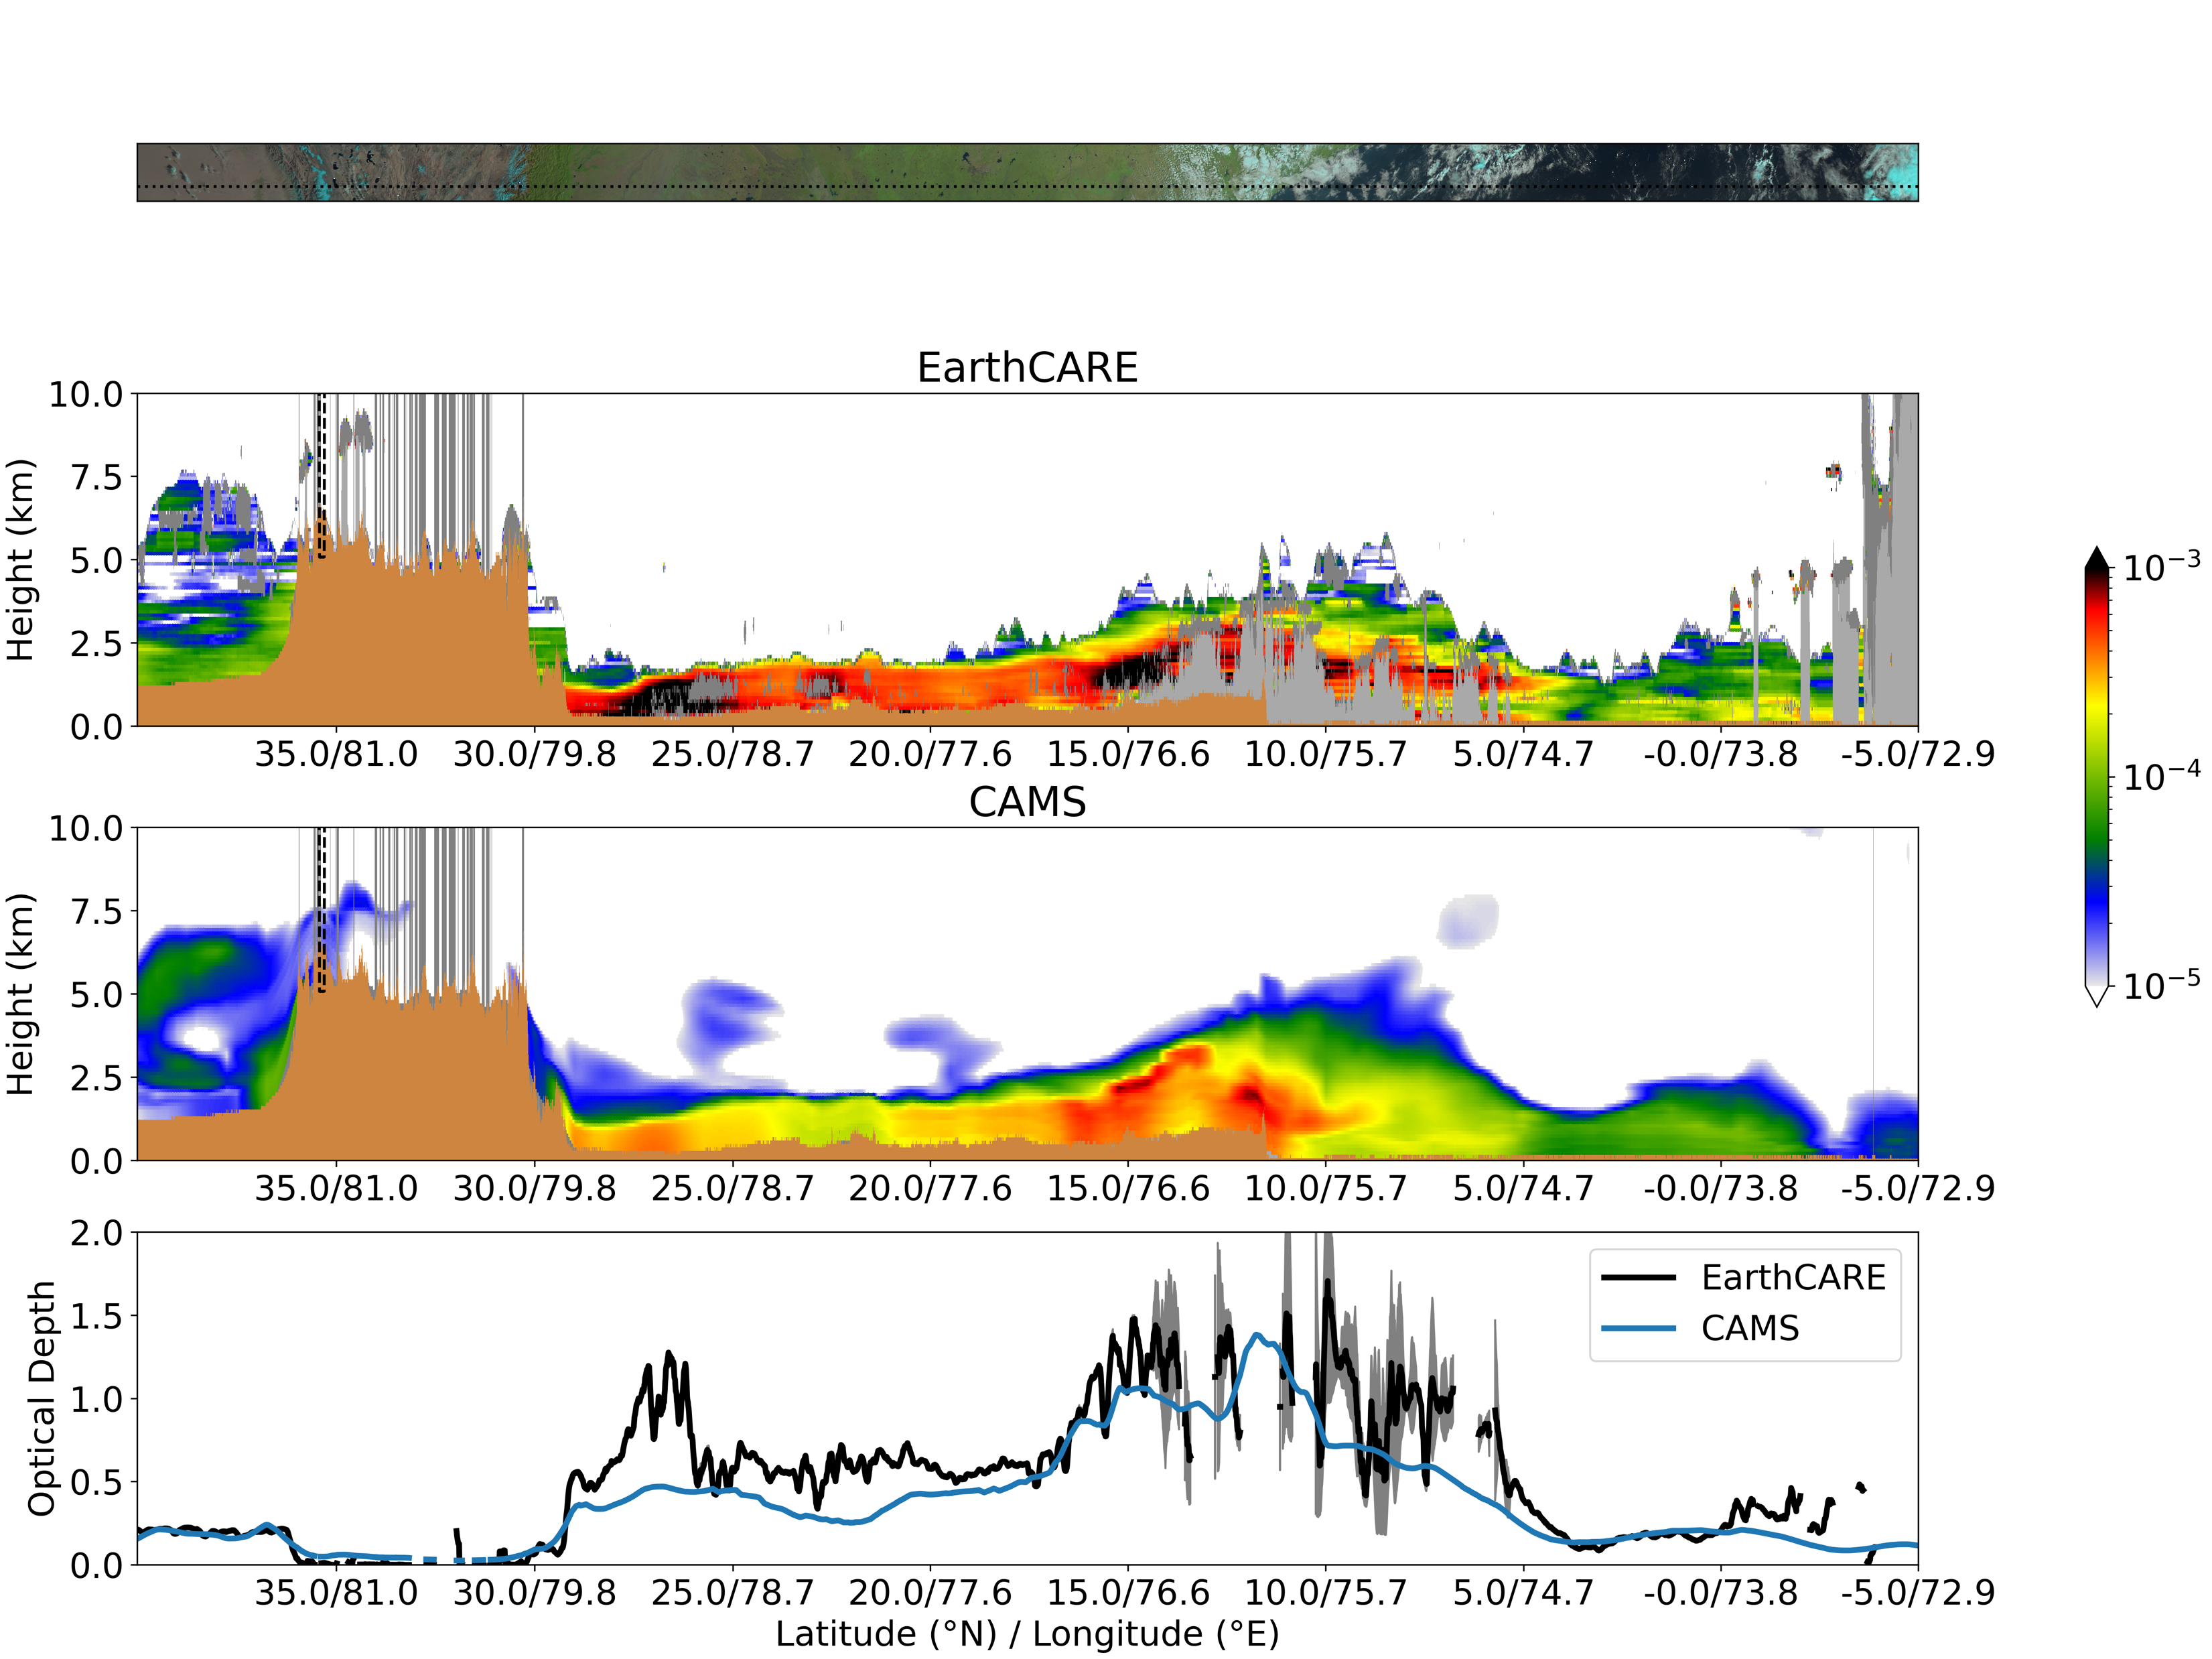 EarthCARE
10.0
7.5
5.0
2.5
0.0
Height (km)
35.0/81.0 30.0/79.8 25.0/78.7 20.0/77.6 15.0/76.6 10.0/75.7 5.0/74.7 -0.0/73.8 -5.0/72.9
CAMS
10.0
7.5
5.0
2.5
0.0
Height (km)
35.0/81.0 30.0/79.8 25.0/78.7 20.0/77.6 15.0/76.6 10.0/75.7 5.0/74.7 -0.0/73.8 -5.0/72.9
10⁻³
10⁻⁴
10⁻⁵
2.0
1.5
1.0
0.5
0.0
Optical Depth
EarthCARE
CAMS
35.0/81.0 30.0/79.8 25.0/78.7 20.0/77.6 15.0/76.6 10.0/75.7 5.0/74.7 -0.0/73.8 -5.0/72.9
Latitude (°N) / Longitude (°E)